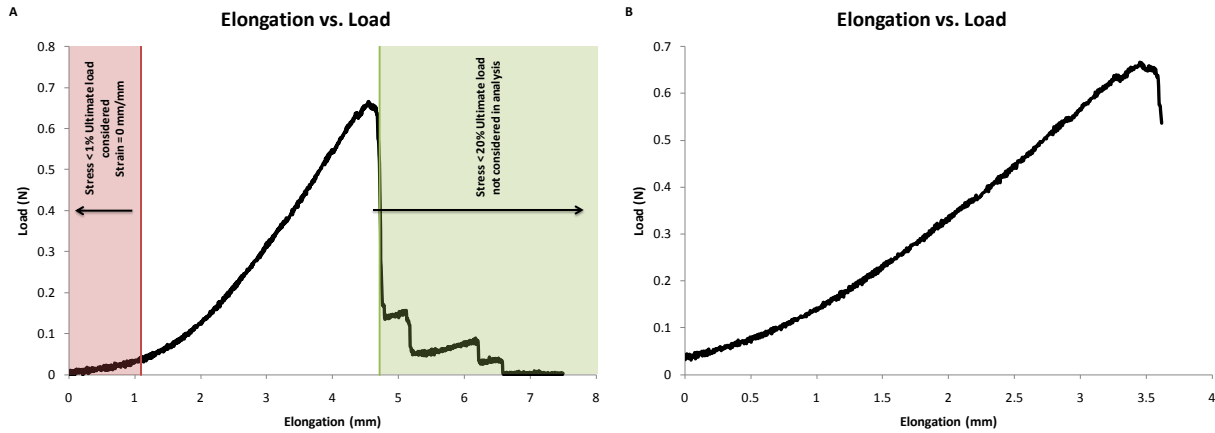 A
Elongation vs. Load
Load (N)
0.8
0.7
0.6
0.5
0.4
0.3
0.2
0.1
0
Stress < 1% Ultimate load
considered
Strain = 0 mm/mm
Stress < 20% Ultimate load
not considered in analysis
0 1 2 3 4 5 6 7 8
Elongation (mm)
B
Elongation vs. Load
Load (N)
0.7
0.6
0.5
0.4
0.3
0.2
0.1
0
0 0.5 1 1.5 2 2.5 3 3.5 4
Elongation (mm)